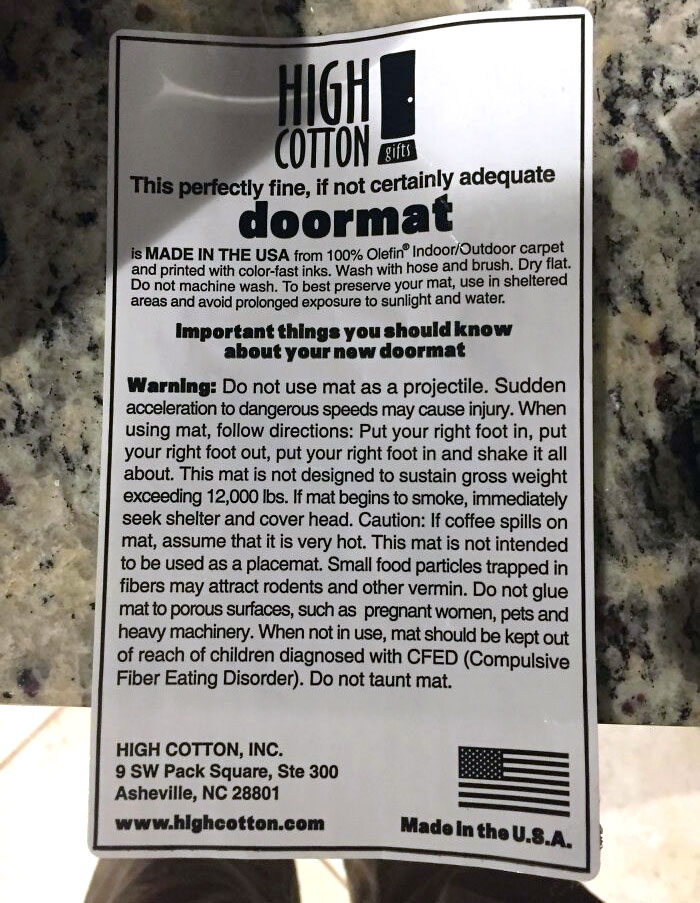 HIGH
COTTON
gifts
This perfectly fine, if not certainly adequate
doormat
is MADE IN THE USA from 100% Olefin® Indoor/Outdoor carpet
and printed with color-fast inks. Wash with hose and brush. Dry flat.
Do not machine wash. To best preserve your mat, use in sheltered
areas and avoid prolonged exposure to sunlight and water.
Important things you should know
about your new doormat
Warning: Do not use mat as a projectile. Sudden
acceleration to dangerous speeds may cause injury. When
using mat, follow directions: Put your right foot in, put
your right foot out, put your right foot in and shake it all
about. This mat is not designed to sustain gross weight
exceeding 12,000 lbs. If mat begins to smoke, immediately
seek shelter and cover head. Caution: If coffee spills on
mat, assume that it is very hot. This mat is not intended
to be used as a placemat. Small food particles trapped in
fibers may attract rodents and other vermin. Do not glue
mat to porous surfaces, such as pregnant women, pets and
heavy machinery. When not in use, mat should be kept out
of reach of children diagnosed with CFED (Compulsive
Fiber Eating Disorder). Do not taunt mat.
HIGH COTTON, INC.
9 SW Pack Square, Ste 300
Asheville, NC 28801
www.highcotton.com
Made in the U.S.A.